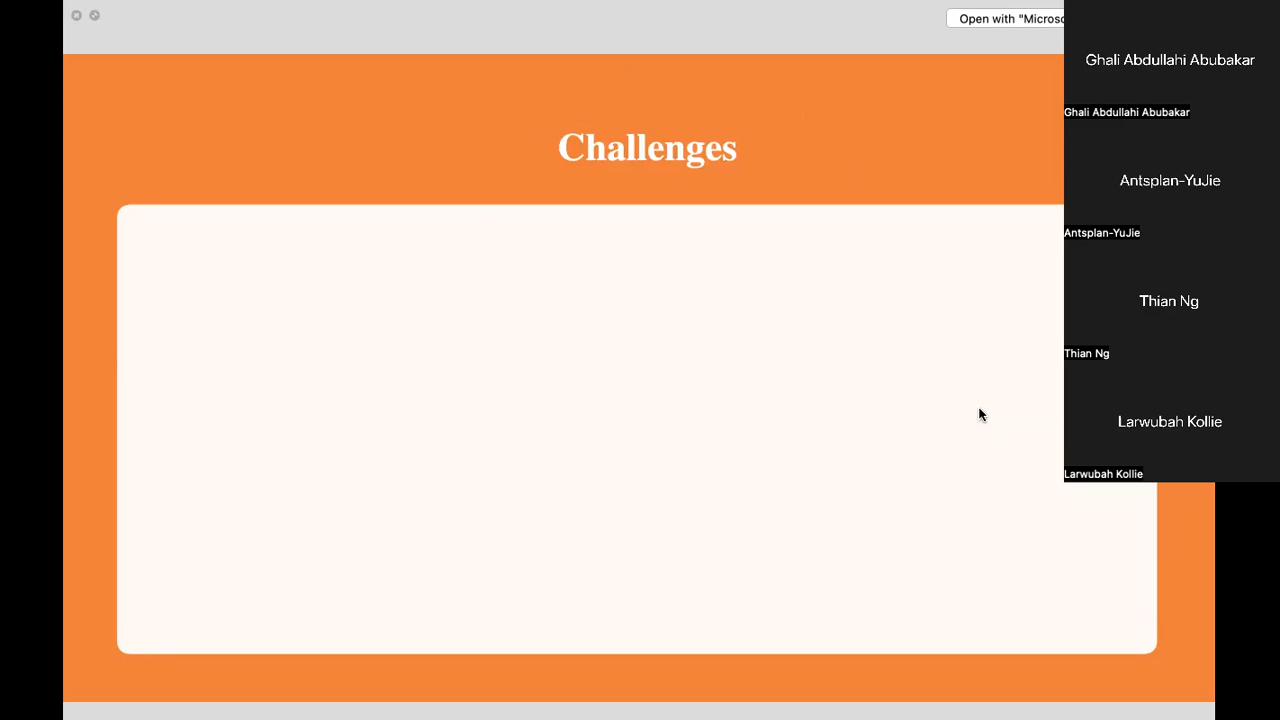 Open with "Microso
Challenges
Ghali Abdullahi Abubakar
Ghali Abdullahi Abubakar
Antsplan-YuJie
Antsplan-YuJie
Thian Ng
Thian Ng
Larwubah Kollie
Larwubah Kollie